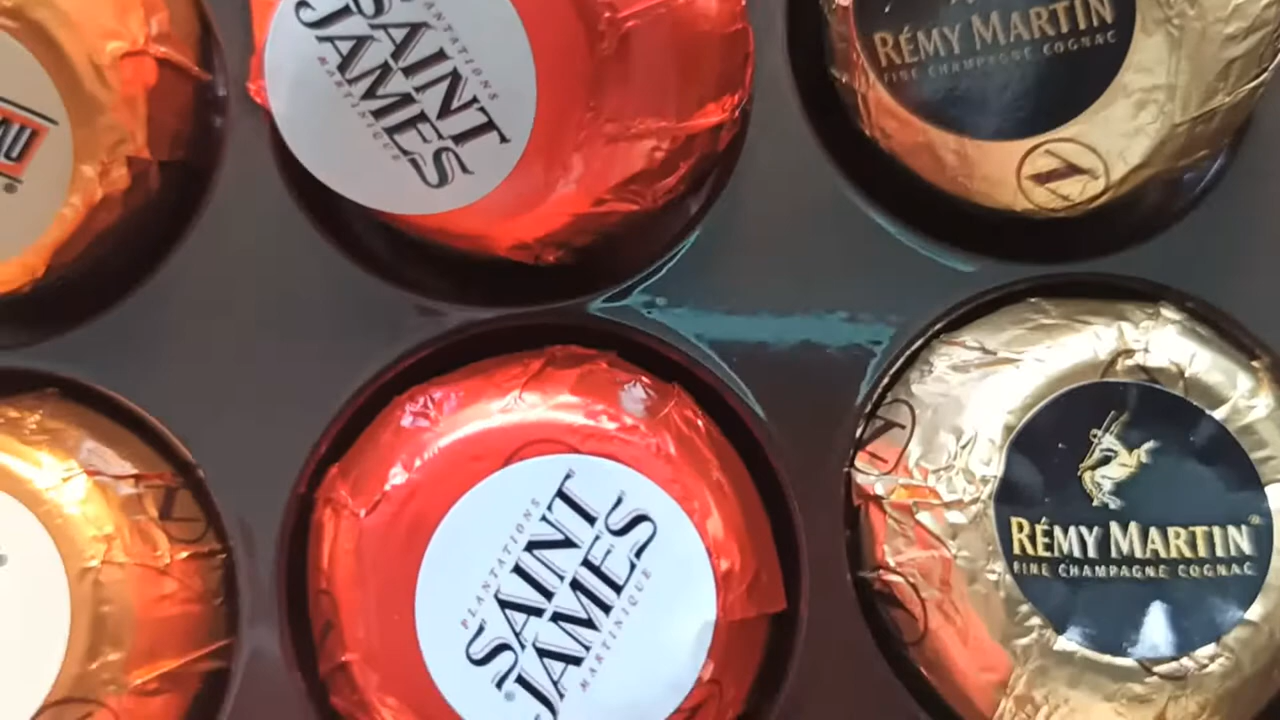 PLANTATIONS
SAINT
JAMES
MARTINIQUE
RÉMY MARTIN
FINE CHAMPAGNE COGNAC
PLANTATIONS
SAINT
JAMES®
MARTINIQUE
RÉMY MARTIN®
FINE CHAMPAGNE COGNAC